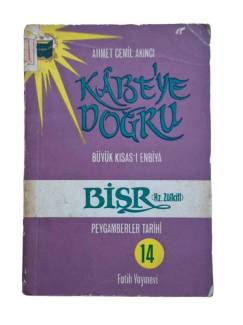 AHMET CEMİL AKINCI
KÂBE'YE
DOĞRU
BÜYÜK KISAS-I ENBİYA
BİŞR (Hz. Zülkifl)
PEYGAMBERLER TARİHİ
14
Fatih Yayınevi